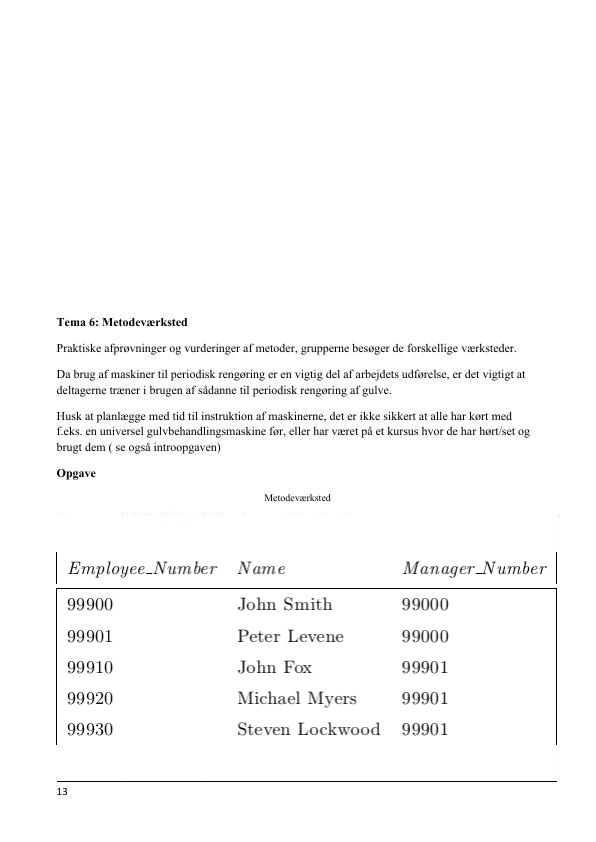 Tema 6: Metodeværksted
Praktiske afprøvninger og vurderinger af metoder, grupperne besøger de forskellige værksteder.
Da brug af maskiner til periodisk rengøring er en vigtig del af arbejdets udførelse, er det vigtigt at
deltagerne træner i brugen af sådanne til periodisk rengøring af gulve.
Husk at planlægge med tid til instruktion af maskinerne, det er ikke sikkert at alle har kørt med
f.eks. en universel gulvbehandlingsmaskine før, eller har været på et kursus hvor de har hørt/set og
brugt dem ( se også introopgaven)
Opgave
Metodeværksted
Employee_Number Name Manager_Number
99900 John Smith 99000
99901 Peter Levene 99000
99910 John Fox 99901
99920 Michael Myers 99901
99930 Steven Lockwood 99901
13